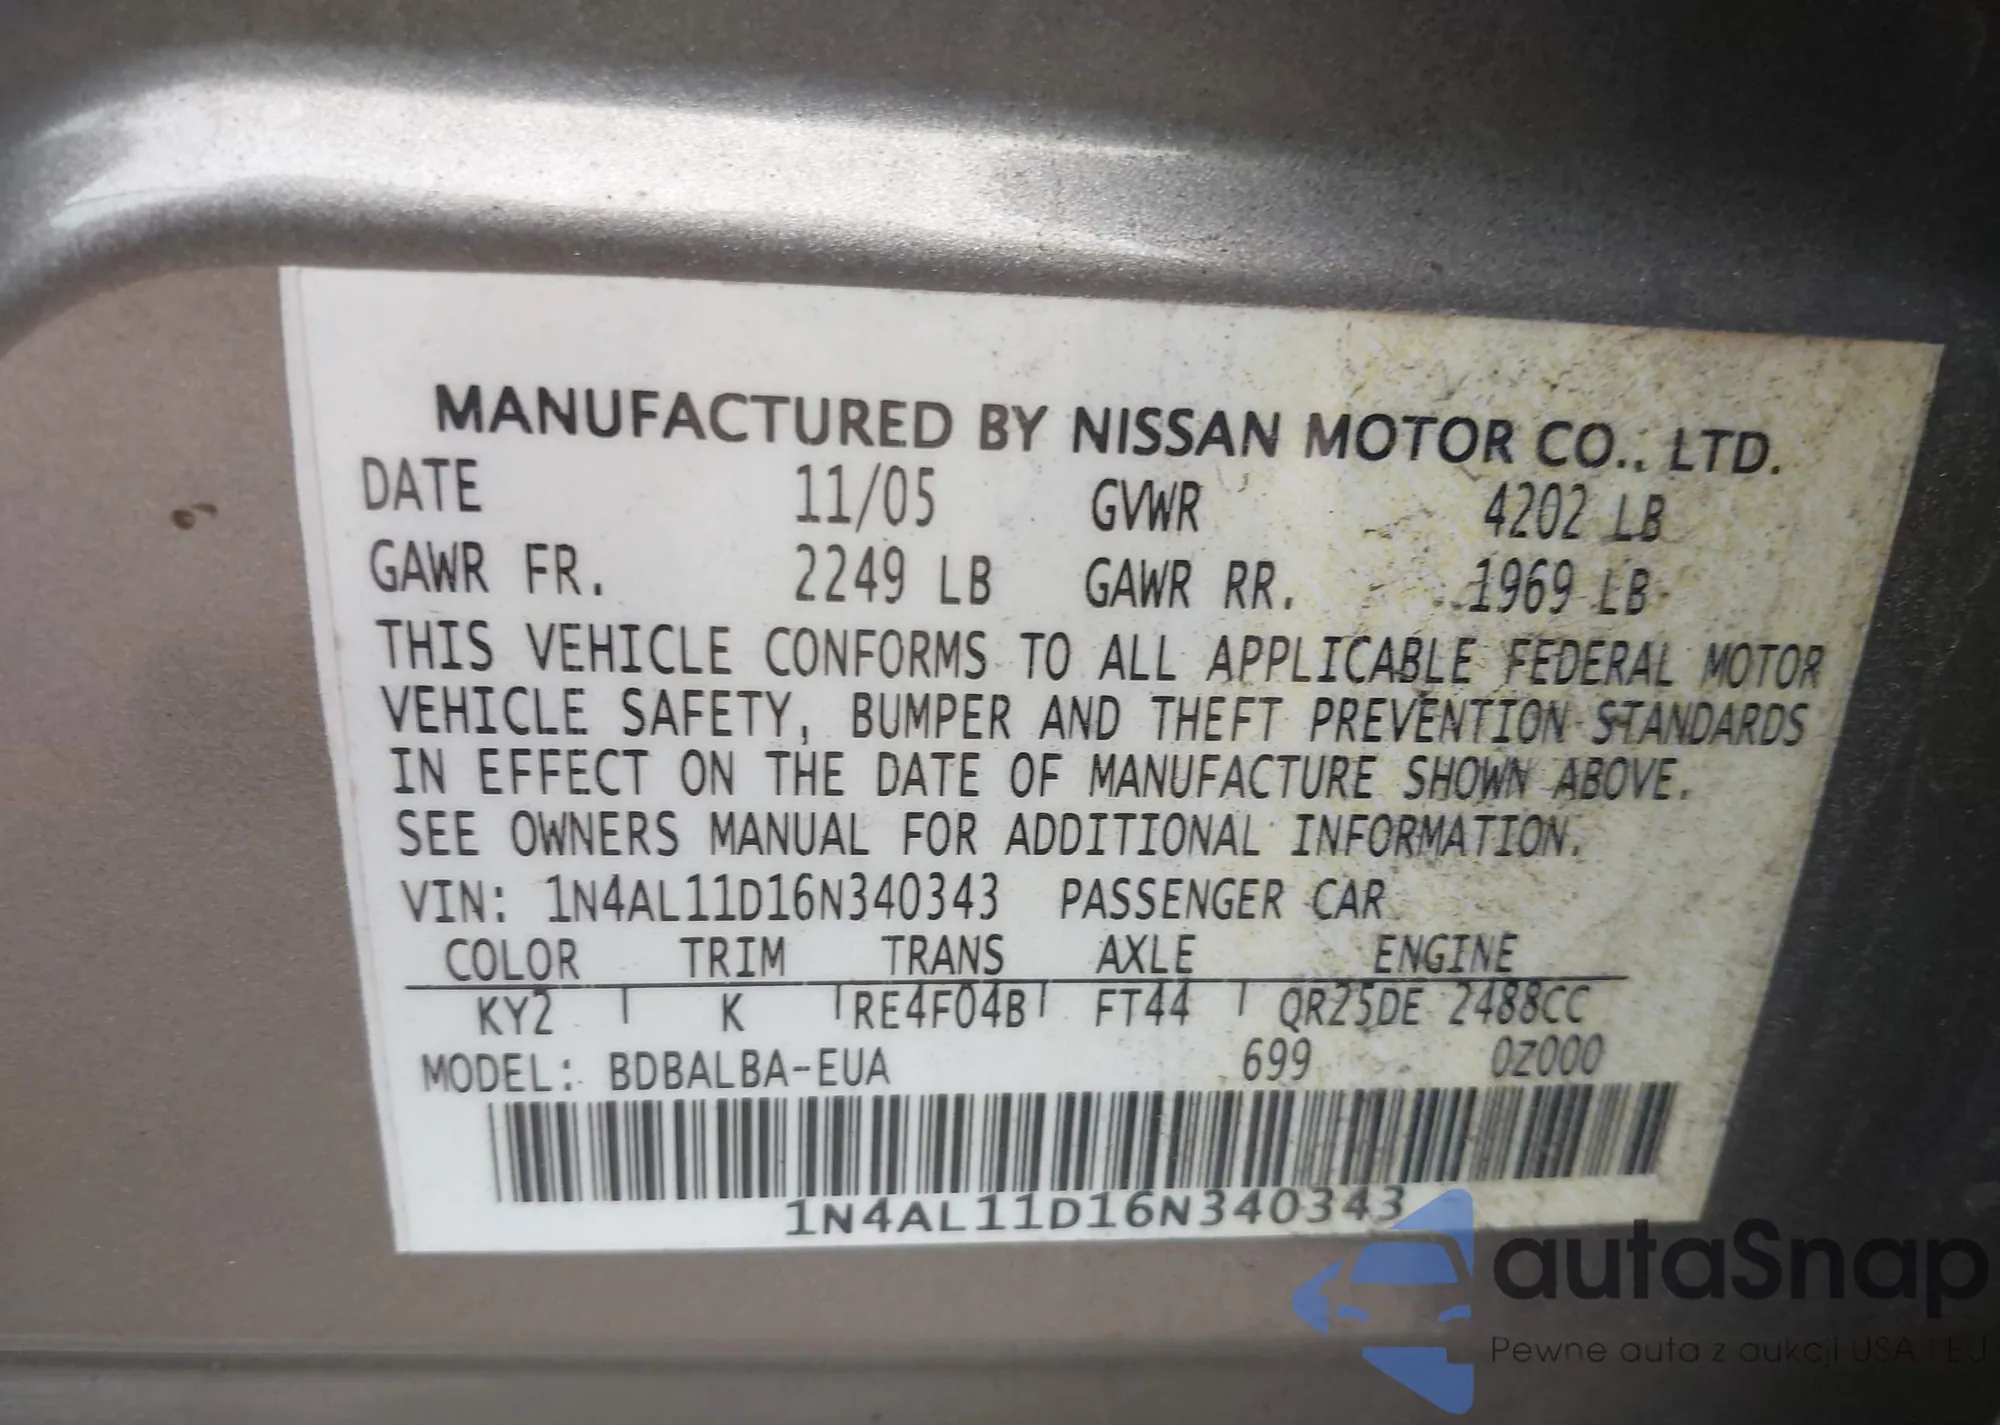 MANUFACTURED BY NISSAN MOTOR CO., LTD.
DATE 11/05 GVWR 4202 LB
GAWR FR. 2249 LB GAWR RR. 1969 LB
THIS VEHICLE CONFORMS TO ALL APPLICABLE FEDERAL MOTOR
VEHICLE SAFETY, BUMPER AND THEFT PREVENTION STANDARDS
IN EFFECT ON THE DATE OF MANUFACTURE SHOWN ABOVE.
SEE OWNERS MANUAL FOR ADDITIONAL INFORMATION.
VIN: 1N4AL11D16N340343 PASSENGER CAR
COLOR TRIM TRANS AXLE ENGINE
KY2 K RE4F04B FT44 QR25DE 2488CC
MODEL: BDBALBA-EUA 699 0Z000
1N4AL11D16N340343
autaSnap
Pewne auta z aukcji USA i EU